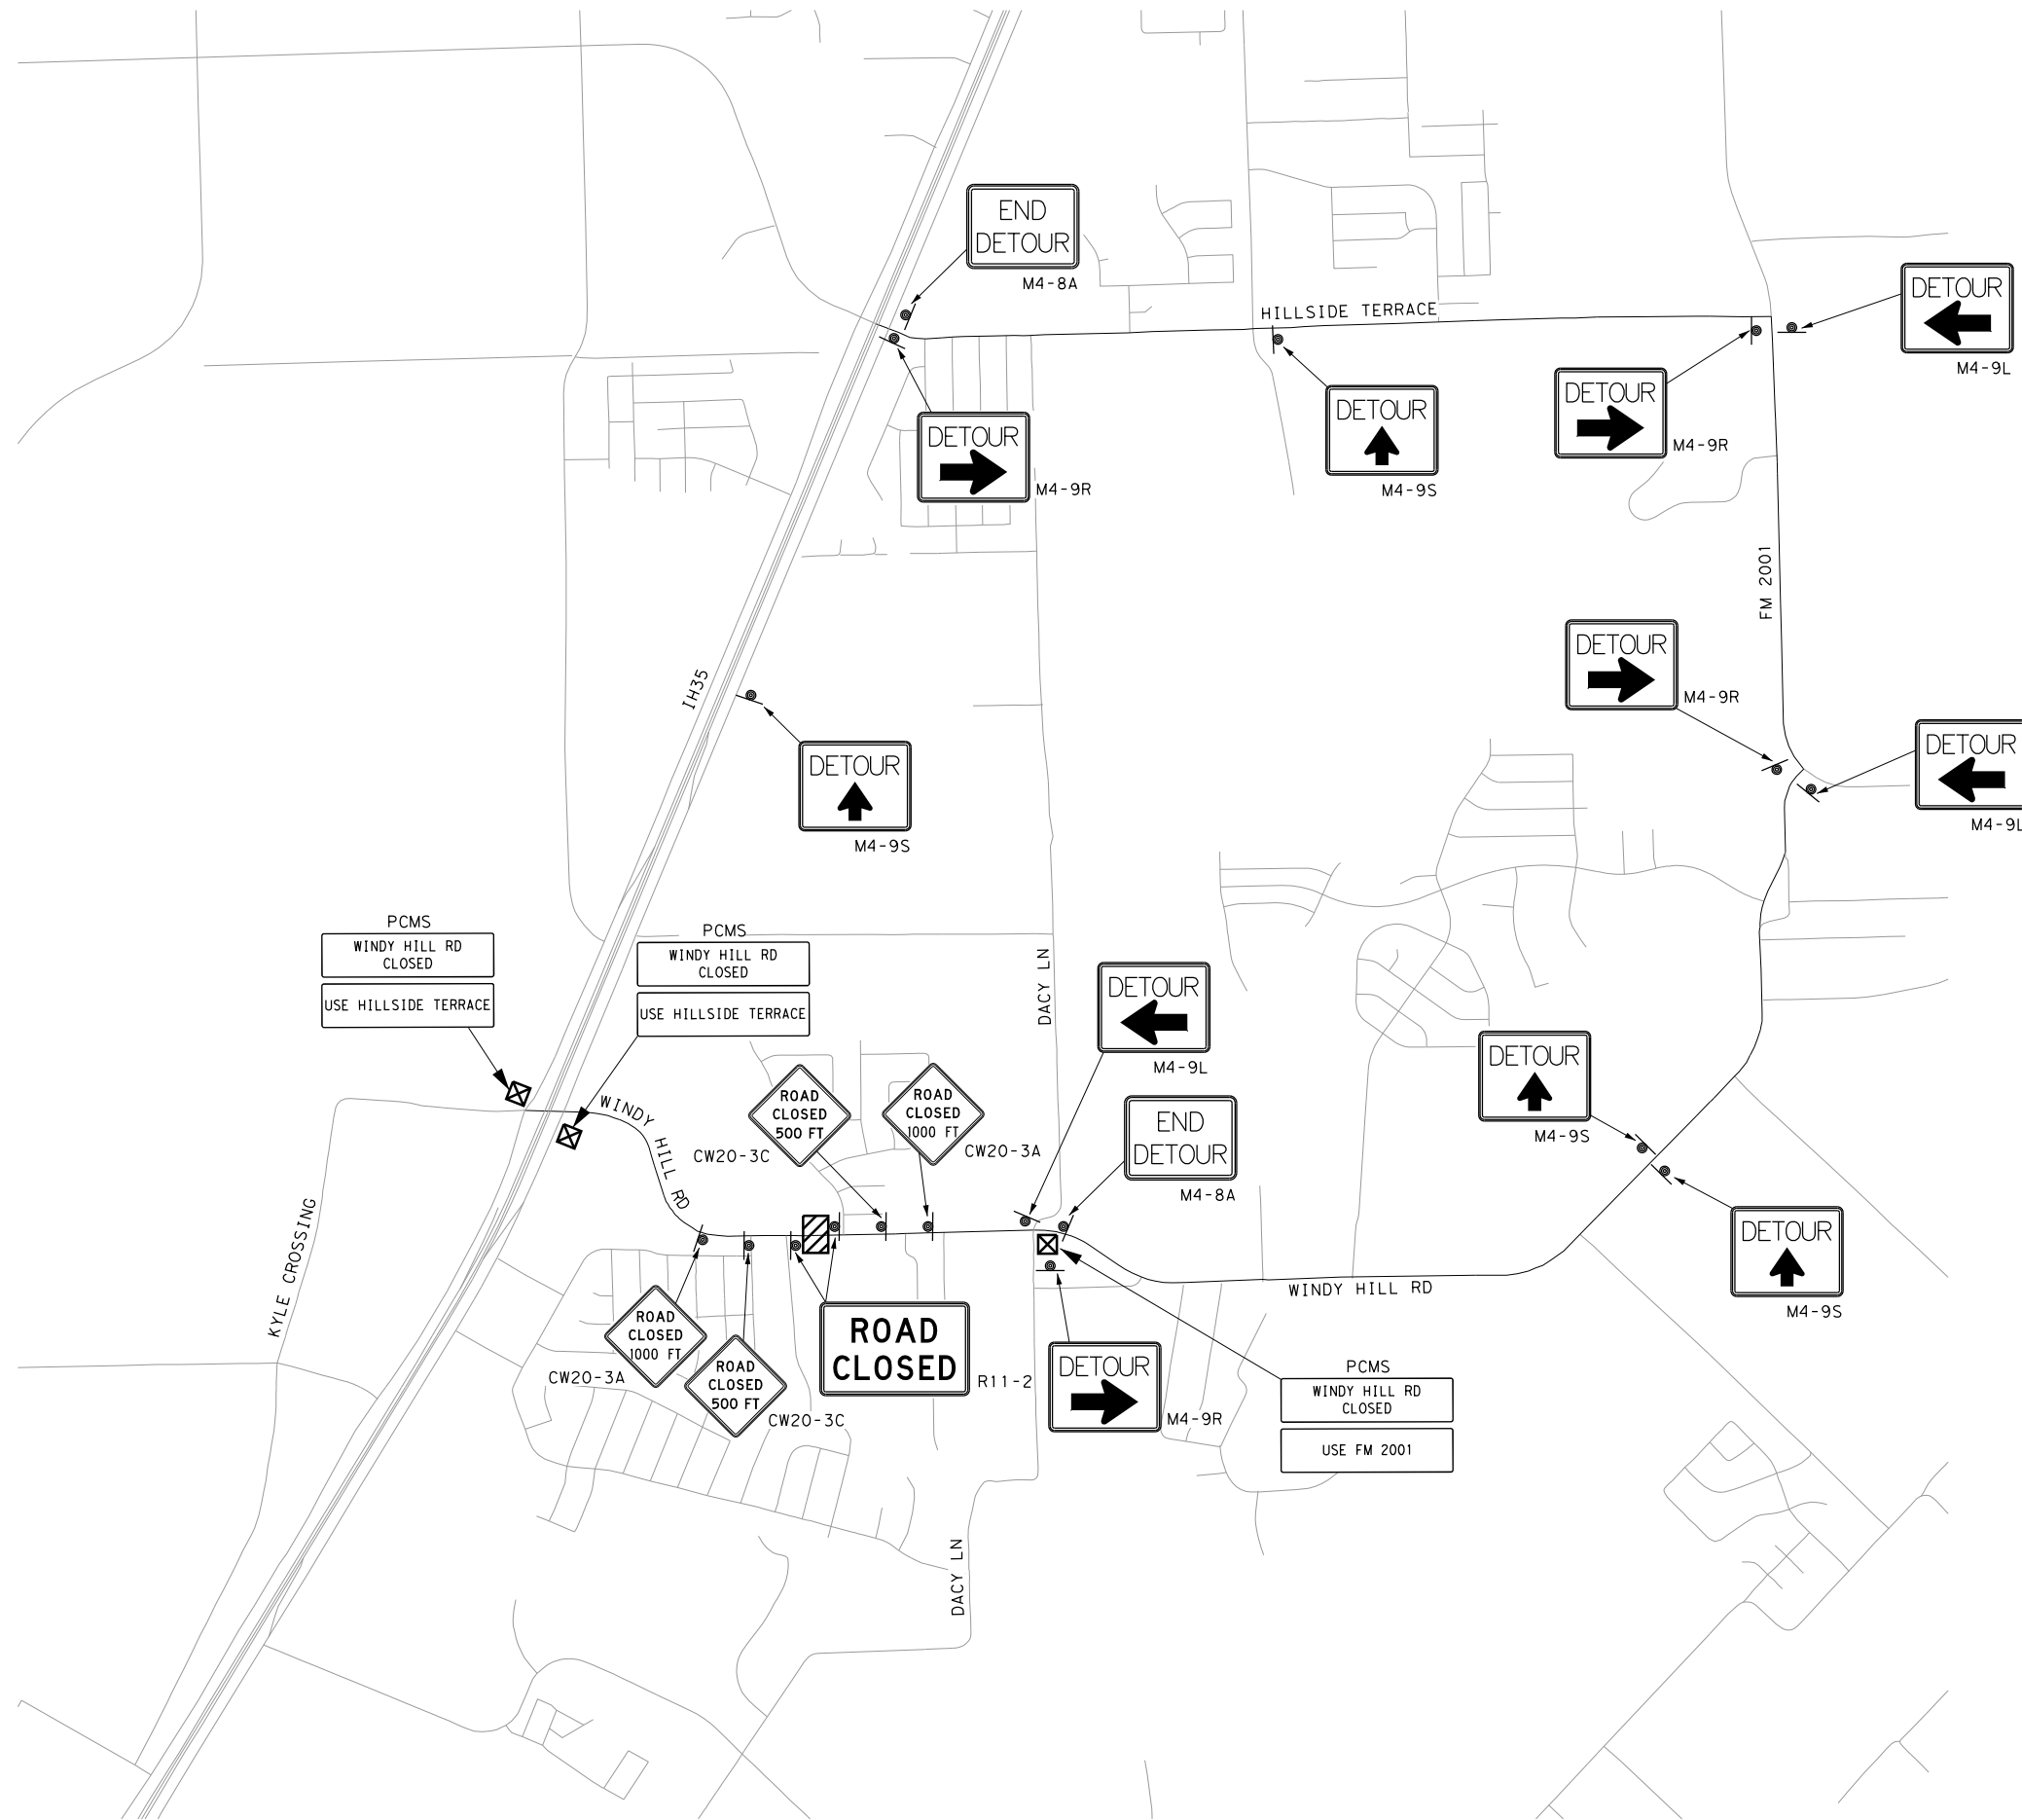 END
DETOUR
M4-8A
HILLSIDE TERRACE
DETOUR
M4-9L
DETOUR
M4-9R
DETOUR
M4-9S
DETOUR
M4-9R
FM 2001
IH35
DETOUR
M4-9R
DETOUR
M4-9L
DETOUR
M4-9S
PCMS
WINDY HILL RD
CLOSED
USE HILLSIDE TERRACE
PCMS
WINDY HILL RD
CLOSED
USE HILLSIDE TERRACE
DACY LN
DETOUR
M4-9L
DETOUR
M4-9S
WINDY HILL RD
ROAD
CLOSED
500 FT
CW20-3C
ROAD
CLOSED
1000 FT
CW20-3A
END
DETOUR
M4-8A
KYLE CROSSING
DETOUR
M4-9S
WINDY HILL RD
ROAD
CLOSED
1000 FT
CW20-3A
ROAD
CLOSED
500 FT
CW20-3C
ROAD
CLOSED
R11-2
DETOUR
M4-9R
PCMS
WINDY HILL RD
CLOSED
USE FM 2001
DACY LN